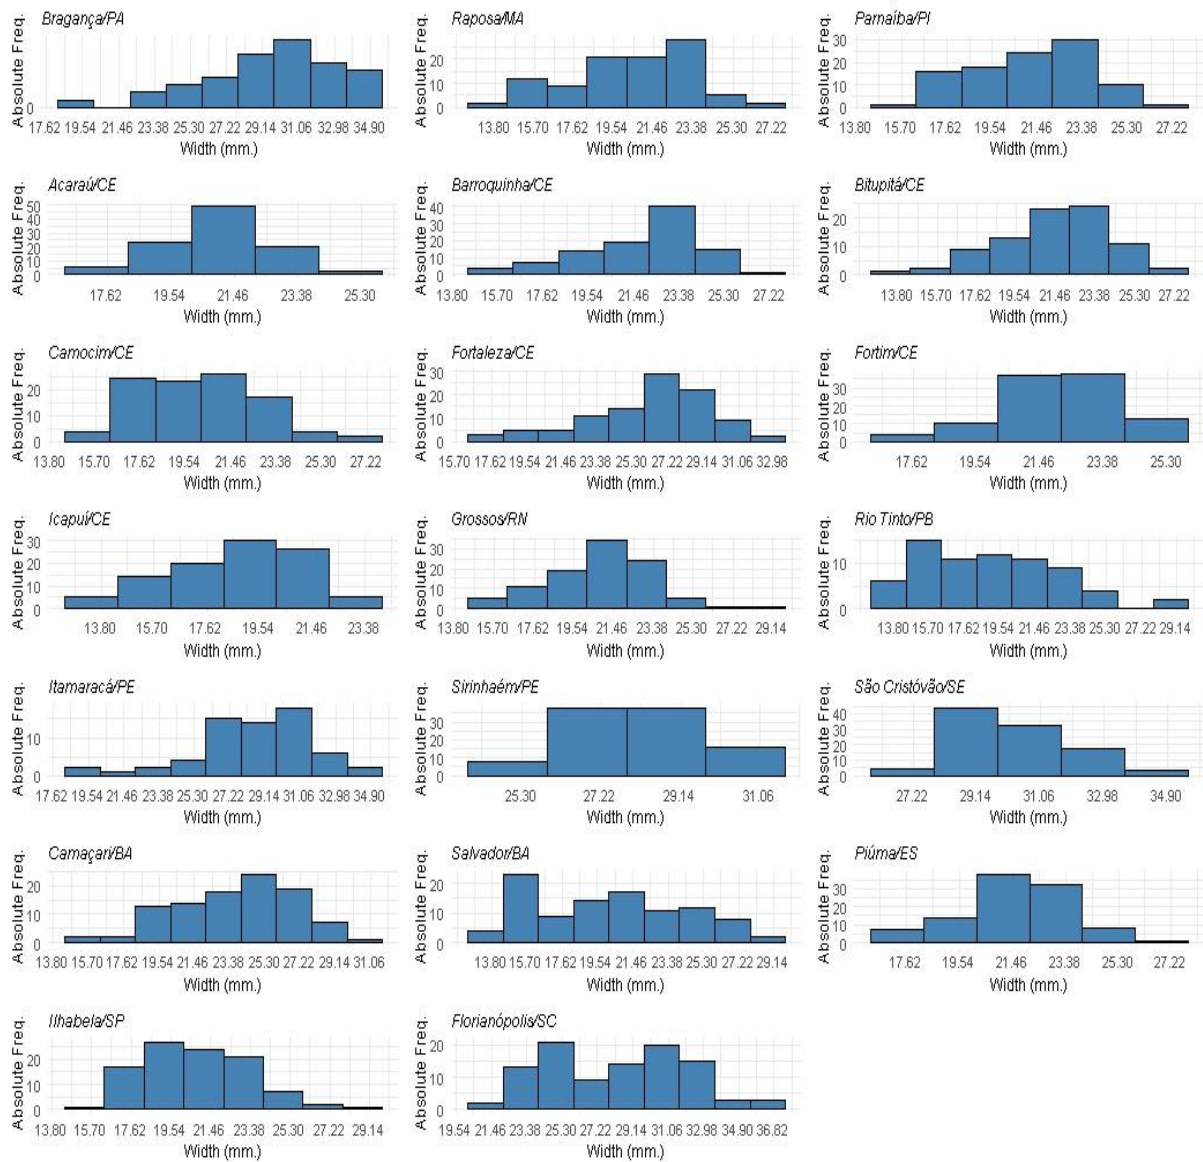 Bragança/PA
Absolute Freq.
0
17.62 19.54 21.46 23.38 25.30 27.22 29.14 31.06 32.98 34.90
Width (mm.)
Raposa/MA
Absolute Freq.
20
10
0
13.80 15.70 17.62 19.54 21.46 23.38 25.30 27.22
Width (mm.)
Parnaíba/PI
Absolute Freq.
30
20
10
0
13.80 15.70 17.62 19.54 21.46 23.38 25.30 27.22
Width (mm.)
Acaraú/CE
Absolute Freq.
50
40
30
20
10
0
17.62 19.54 21.46 23.38 25.30
Width (mm.)
Barroquinha/CE
Absolute Freq.
40
30
20
10
0
13.80 15.70 17.62 19.54 21.46 23.38 25.30 27.22
Width (mm.)
Bitupitá/CE
Absolute Freq.
20
10
0
13.80 15.70 17.62 19.54 21.46 23.38 25.30 27.22
Width (mm.)
Camocim/CE
Absolute Freq.
20
10
0
13.80 15.70 17.62 19.54 21.46 23.38 25.30 27.22
Width (mm.)
Fortaleza/CE
Absolute Freq.
30
20
10
0
15.70 17.62 19.54 21.46 23.38 25.30 27.22 29.14 31.06 32.98
Width (mm.)
Fortim/CE
Absolute Freq.
30
20
10
0
17.62 19.54 21.46 23.38 25.30
Width (mm.)
Icapuí/CE
Absolute Freq.
30
20
10
0
13.80 15.70 17.62 19.54 21.46 23.38
Width (mm.)
Grossos/RN
Absolute Freq.
30
20
10
0
13.80 15.70 17.62 19.54 21.46 23.38 25.30 27.22 29.14
Width (mm.)
Rio Tinto/PB
Absolute Freq.
10
0
13.80 15.70 17.62 19.54 21.46 23.38 25.30 27.22 29.14
Width (mm.)
Itamaracá/PE
Absolute Freq.
10
0
17.62 19.54 21.46 23.38 25.30 27.22 29.14 31.06 32.98 34.90
Width (mm.)
Sirinhaém/PE
Absolute Freq.
30
20
10
0
25.30 27.22 29.14 31.06
Width (mm.)
São Cristóvão/SE
Absolute Freq.
40
30
20
10
0
27.22 29.14 31.06 32.98 34.90
Width (mm.)
Camaçari/BA
Absolute Freq.
20
10
0
13.80 15.70 17.62 19.54 21.46 23.38 25.30 27.22 29.14 31.06
Width (mm.)
Salvador/BA
Absolute Freq.
20
10
0
13.80 15.70 17.62 19.54 21.46 23.38 25.30 27.22 29.14
Width (mm.)
Piúma/ES
Absolute Freq.
30
20
10
0
17.62 19.54 21.46 23.38 25.30 27.22
Width (mm.)
Ilhabela/SP
Absolute Freq.
20
10
0
13.80 15.70 17.62 19.54 21.46 23.38 25.30 27.22 29.14
Width (mm.)
Florianópolis/SC
Absolute Freq.
20
10
0
19.54 21.46 23.38 25.30 27.22 29.14 31.06 32.98 34.90 36.82
Width (mm.)